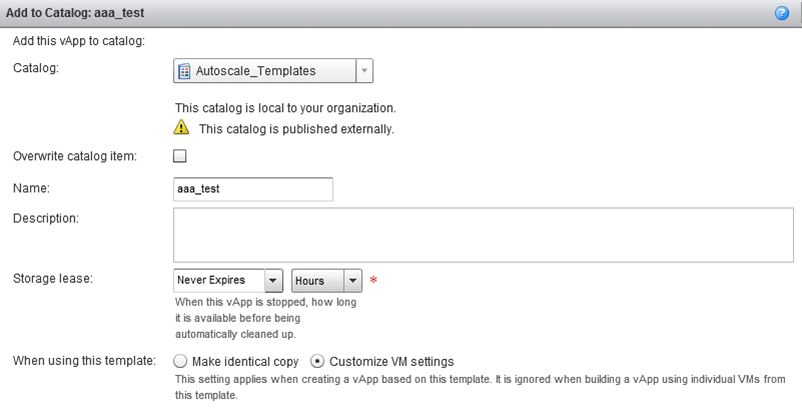 Add to Catalog: aaa_test
?
Add this vApp to catalog:
Catalog:
Autoscale_Templates
This catalog is local to your organization.
This catalog is published externally.
Overwrite catalog item:
Name:
aaa_test
Description:
Storage lease:
Never Expires
Hours
*
When this vApp is stopped, how long
it is available before being
automatically cleaned up.
When using this template:
Make identical copy
Customize VM settings
This setting applies when creating a vApp based on this template. It is ignored when building a vApp using individual VMs from
this template.